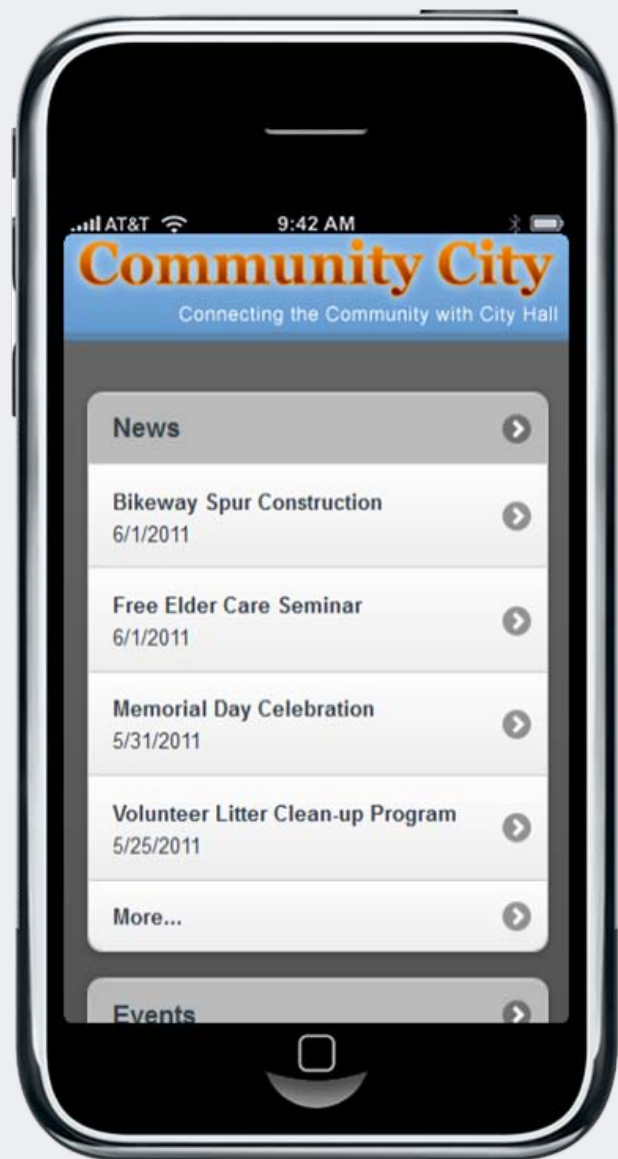 AT&T 9:42 AM
Community City
Connecting the Community with City Hall
News
Bikeway Spur Construction
6/1/2011
Free Elder Care Seminar
6/1/2011
Memorial Day Celebration
5/31/2011
Volunteer Litter Clean-up Program
5/25/2011
More...
Events